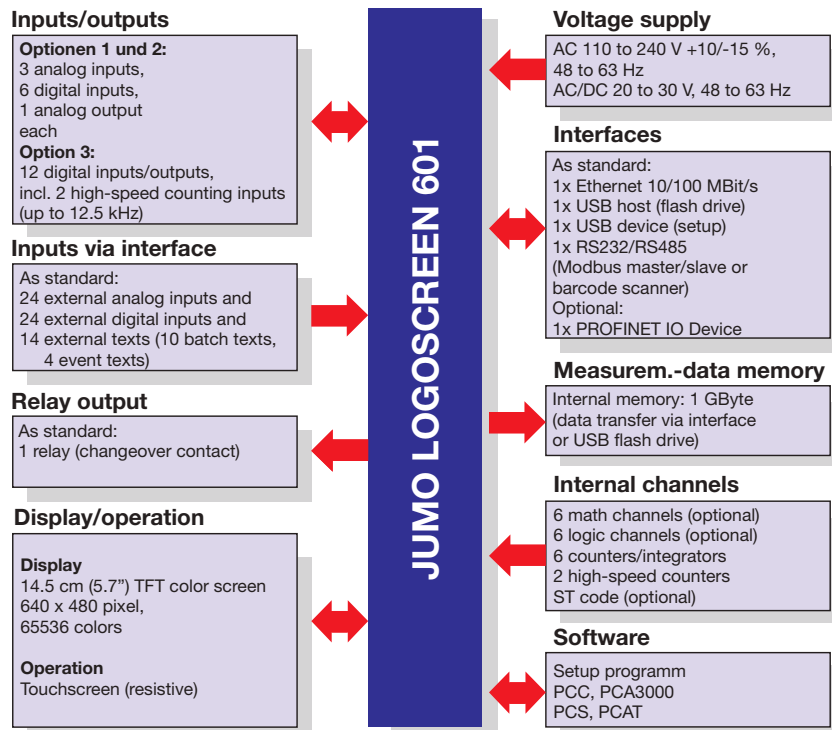 Inputs/outputs
Optionen 1 und 2:
3 analog inputs,
6 digital inputs,
1 analog output
each
Option 3:
12 digital inputs/outputs,
incl. 2 high-speed counting inputs
(up to 12.5 kHz)
Inputs via interface
As standard:
24 external analog inputs and
24 external digital inputs and
14 external texts (10 batch texts,
4 event texts)
Relay output
As standard:
1 relay (changeover contact)
Display/operation
Display
14.5 cm (5.7”) TFT color screen
640 x 480 pixel,
65536 colors
Operation
Touchscreen (resistive)
JUMO LOGOSCREEN 601
Voltage supply
AC 110 to 240 V +10/-15 %,
48 to 63 Hz
AC/DC 20 to 30 V, 48 to 63 Hz
Interfaces
As standard:
1x Ethernet 10/100 MBit/s
1x USB host (flash drive)
1x USB device (setup)
1x RS232/RS485
(Modbus master/slave or
barcode scanner)
Optional:
1x PROFINET IO Device
Measurem.-data memory
Internal memory: 1 GByte
(data transfer via interface
or USB flash drive)
Internal channels
6 math channels (optional)
6 logic channels (optional)
6 counters/integrators
2 high-speed counters
ST code (optional)
Software
Setup programm
PCC, PCA3000
PCS, PCAT